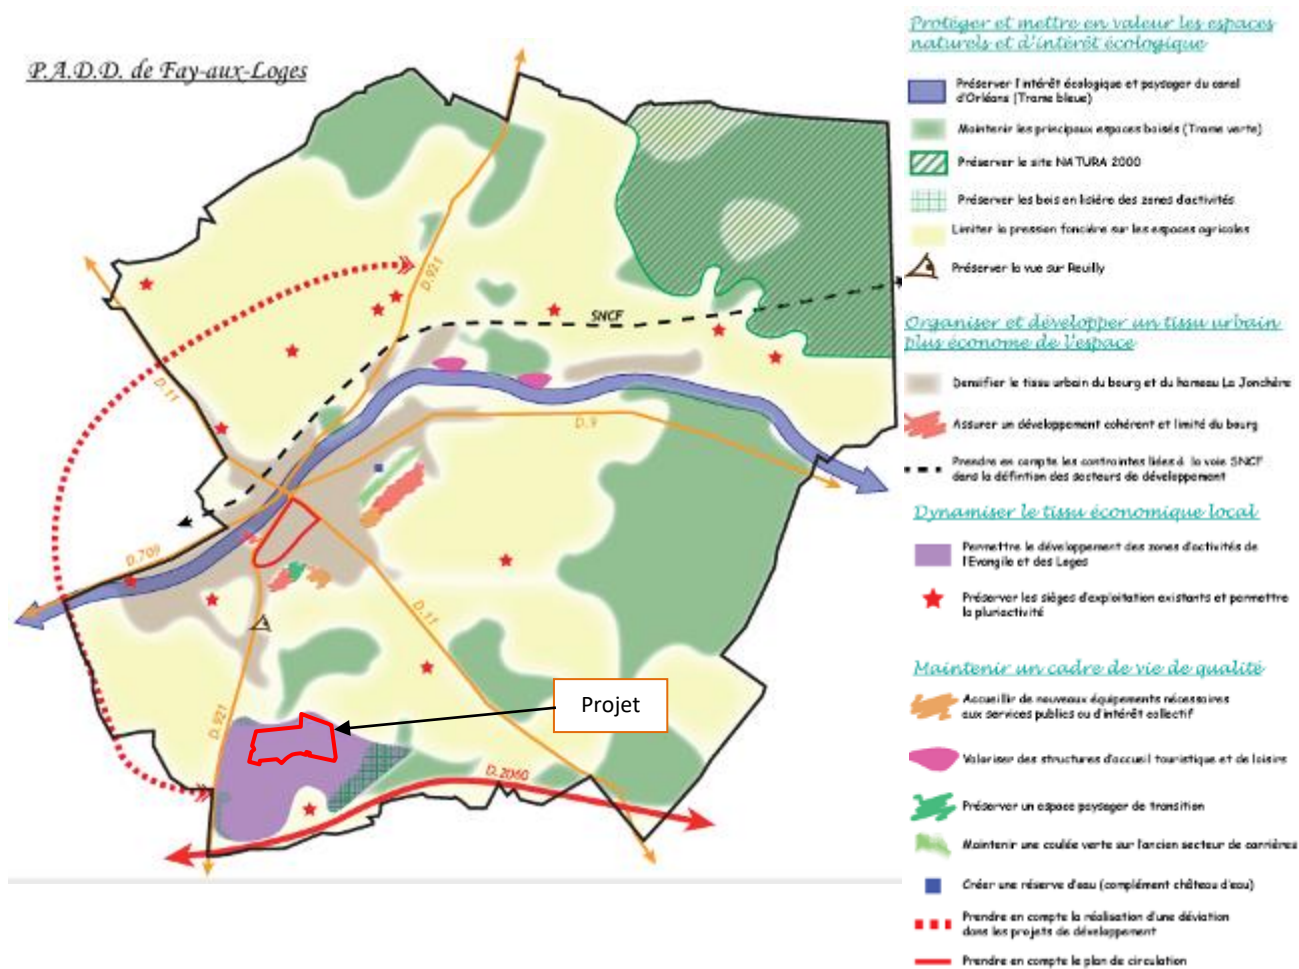 P.A.D.D. de Fay-aux-Loges
D.921
SNCF
D.11
D.9
D.709
D.11
D.921
D.2060
Projet
Protéger et mettre en valeur les espaces
naturels et d'intérêt écologique
Préserver l'intérêt écologique et paysager du canal
d'Orléans (Trame bleue)
Maintenir les principaux espaces boisés (Trame verte)
Préserver le site NATURA 2000
Préserver les bois en lisière des zones d'activités
Limiter la pression foncière sur les espaces agricoles
Préserver la vue sur Reuilly
Organiser et développer un tissu urbain
plus économe de l'espace
Densifier le tissu urbain du bourg et du hameau La Jonchère
Assurer un développement cohérent et limité du bourg
Prendre en compte les contraintes liées à la voie SNCF
dans la défintion des secteurs de développement
Dynamiser le tissu économique local
Permettre le développement des zones d'activités de
l'Evangile et des Loges
Préserver les sièges d'exploitation existants et permettre
la pluriactivité
Maintenir un cadre de vie de qualité
Accueillir de nouveaux équipements nécessaires
aux services publics ou d'intérêt collectif
Valoriser des structures d'accueil touristique et de loisirs
Préserver un espace paysager de transition
Maintenir une coulée verte sur l'ancien secteur de carrières
Créer une réserve d'eau (complément château d'eau)
Prendre en compte la réalisation d'une déviation
dans les projets de développement
Prendre en compte le plan de circulation